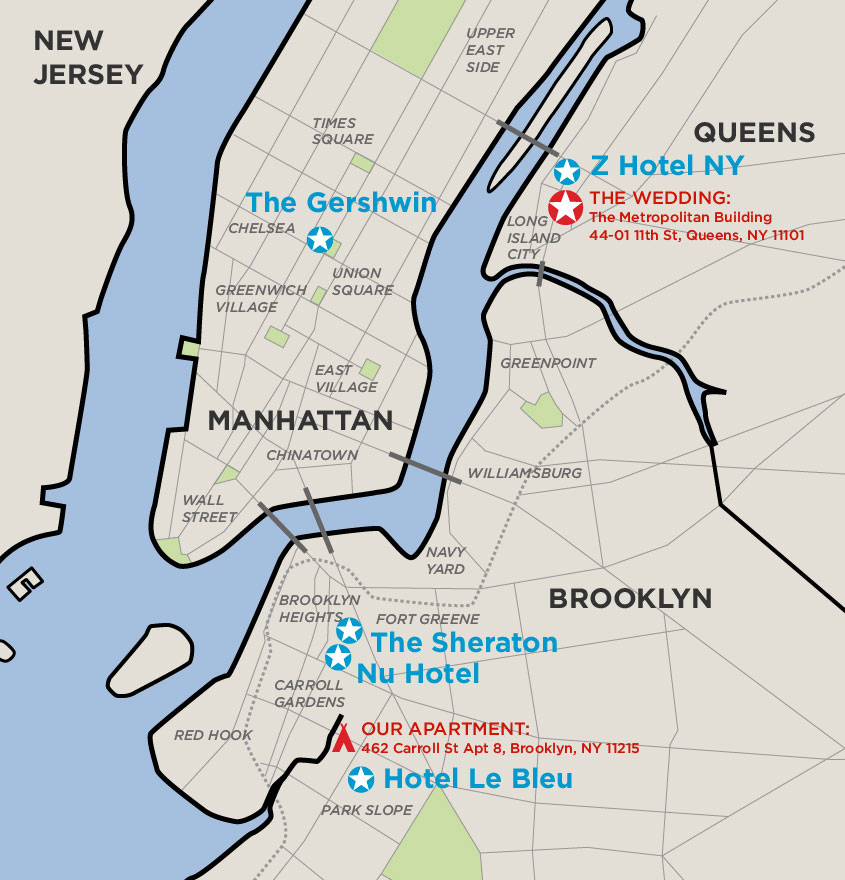 NEW
JERSEY
UPPER
EAST
SIDE
TIMES
SQUARE
QUEENS
Z Hotel NY
The Gershwin
THE WEDDING:
The Metropolitan Building
44-01 11th St, Queens, NY 11101
CHELSEA
LONG
ISLAND
CITY
UNION
SQUARE
GREENWICH
VILLAGE
EAST
VILLAGE
GREENPOINT
MANHATTAN
CHINATOWN
WILLIAMSBURG
WALL
STREET
NAVY
YARD
BROOKLYN
BROOKLYN
HEIGHTS
FORT GREENE
The Sheraton
Nu Hotel
CARROLL
GARDENS
RED HOOK
OUR APARTMENT:
462 Carroll St Apt 8, Brooklyn, NY 11215
Hotel Le Bleu
PARK SLOPE